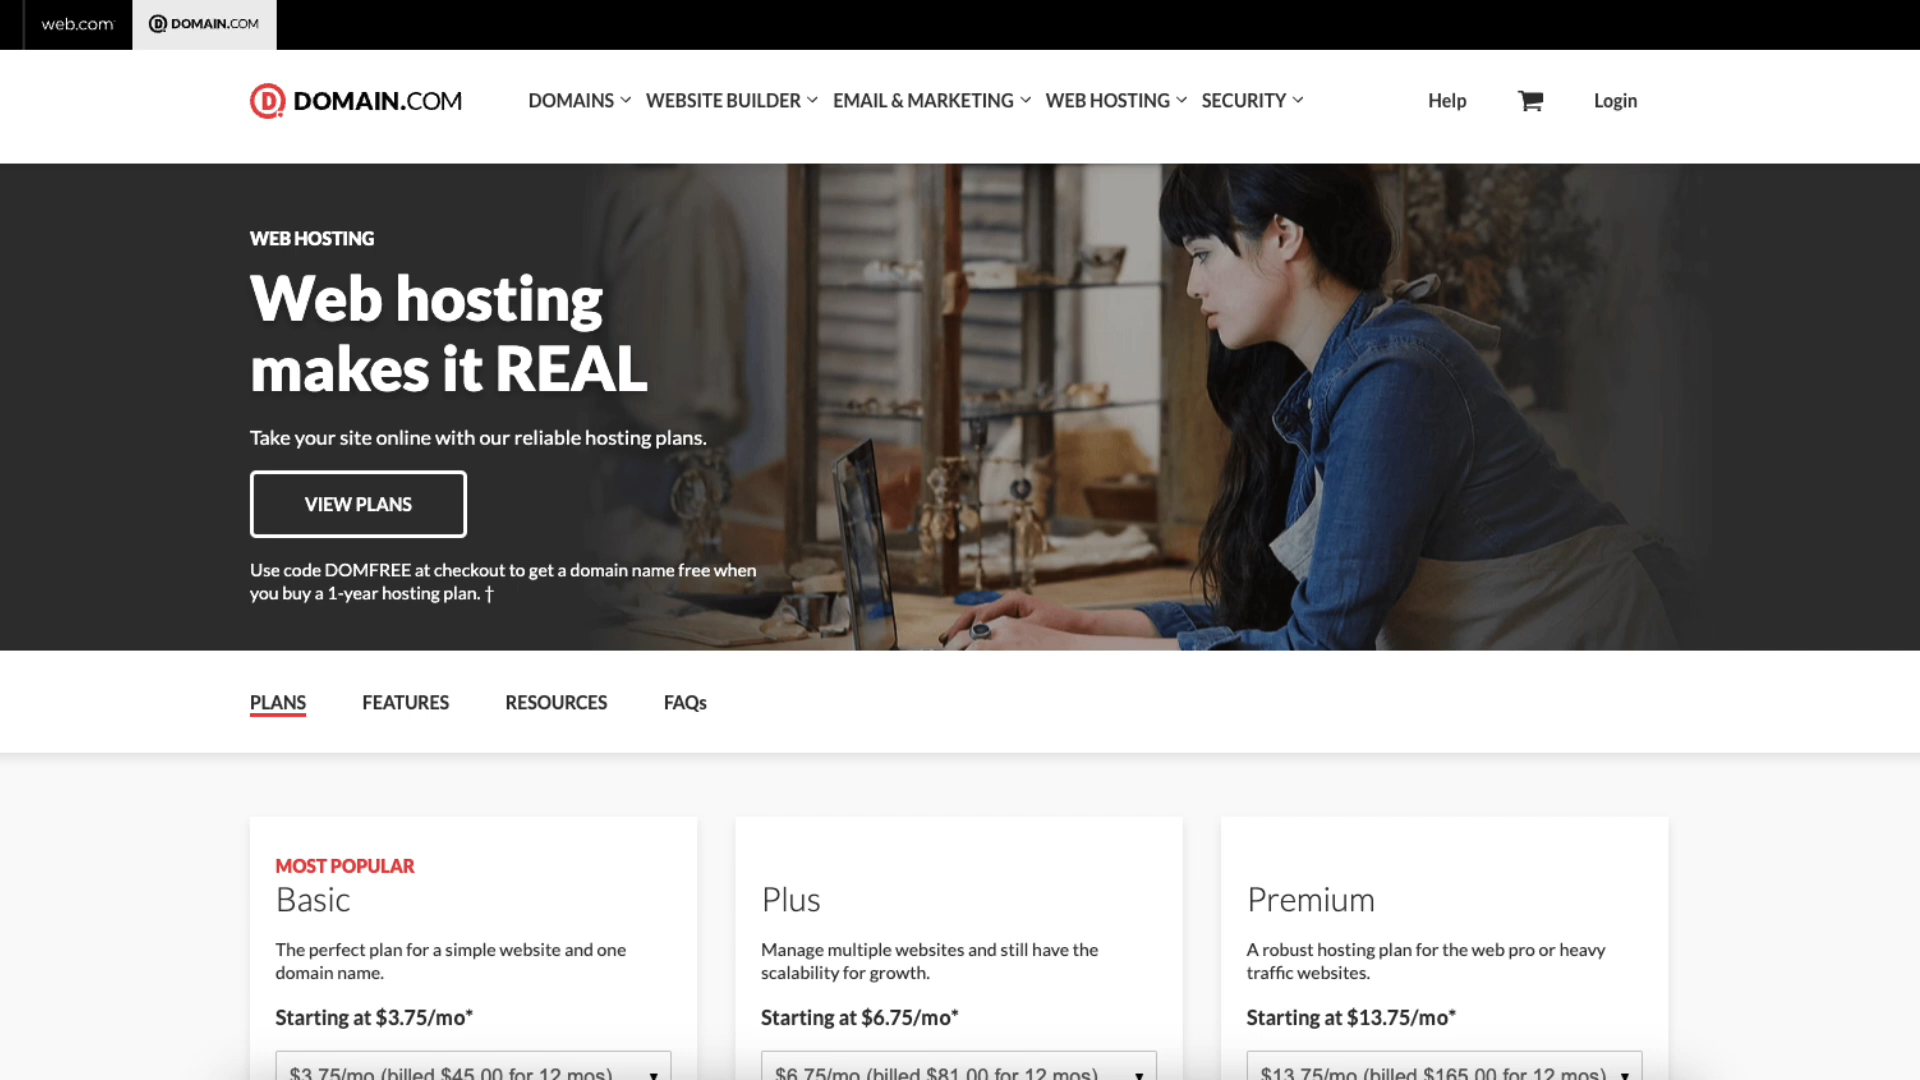 web.com
DOMAIN.COM
DOMAIN.COM
DOMAINS
WEBSITE BUILDER
EMAIL & MARKETING
WEB HOSTING
SECURITY
Help
Login
WEB HOSTING
Web hosting
makes it REAL
Take your site online with our reliable hosting plans.
VIEW PLANS
Use code DOMFREE at checkout to get a domain name free when
you buy a 1-year hosting plan. †
PLANS
FEATURES
RESOURCES
FAQs
MOST POPULAR
Basic
The perfect plan for a simple website and one
domain name.
Starting at $3.75/mo*
$3.75/mo (billed $45.00 for 12 mos)
Plus
Manage multiple websites and still have the
scalability for growth.
Starting at $6.75/mo*
$6.75/mo (billed $81.00 for 12 mos)
Premium
A robust hosting plan for the web pro or heavy
traffic websites.
Starting at $13.75/mo*
$13.75/mo (billed $165.00 for 12 mos)